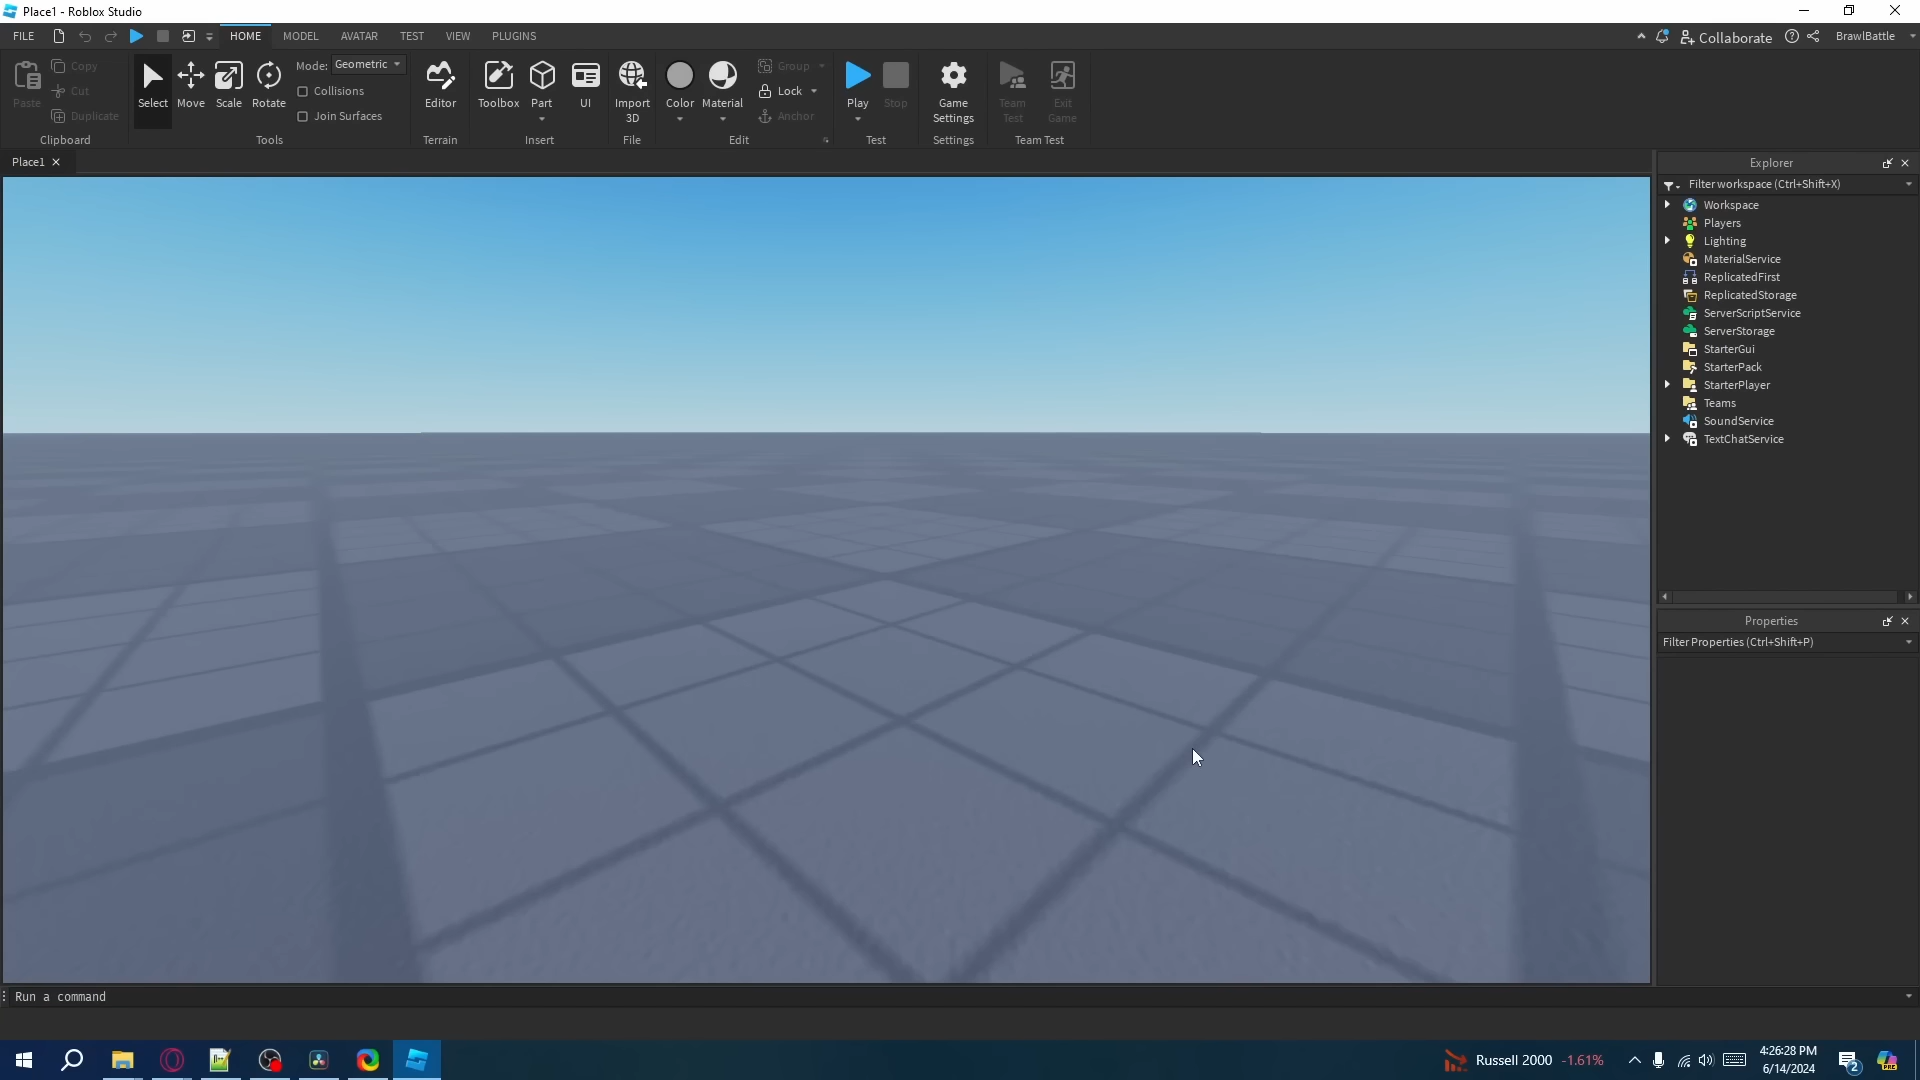 Place1 - Roblox Studio
FILE HOME MODEL AVATAR TEST VIEW PLUGINS Collaborate BrawlBattle
Paste Copy Cut Duplicate
Clipboard
Select Move Scale Rotate
Mode: Geometric
Collisions
Join Surfaces
Tools
Editor
Terrain
Toolbox Part UI
Insert
Import
3D
File
Color Material
Group
Lock
Anchor
Edit
Play Stop
Test
Game
Settings
Settings
Team
Test
Exit
Game
Team Test
Place1
Explorer
Filter workspace (Ctrl+Shift+X)
Workspace
Players
Lighting
MaterialService
ReplicatedFirst
ReplicatedStorage
ServerScriptService
ServerStorage
StarterGui
StarterPack
StarterPlayer
Teams
SoundService
TextChatService
Properties
Filter Properties (Ctrl+Shift+P)
Run a command
Russell 2000 -1.61%
4:26:28 PM
6/14/2024
2
PRE